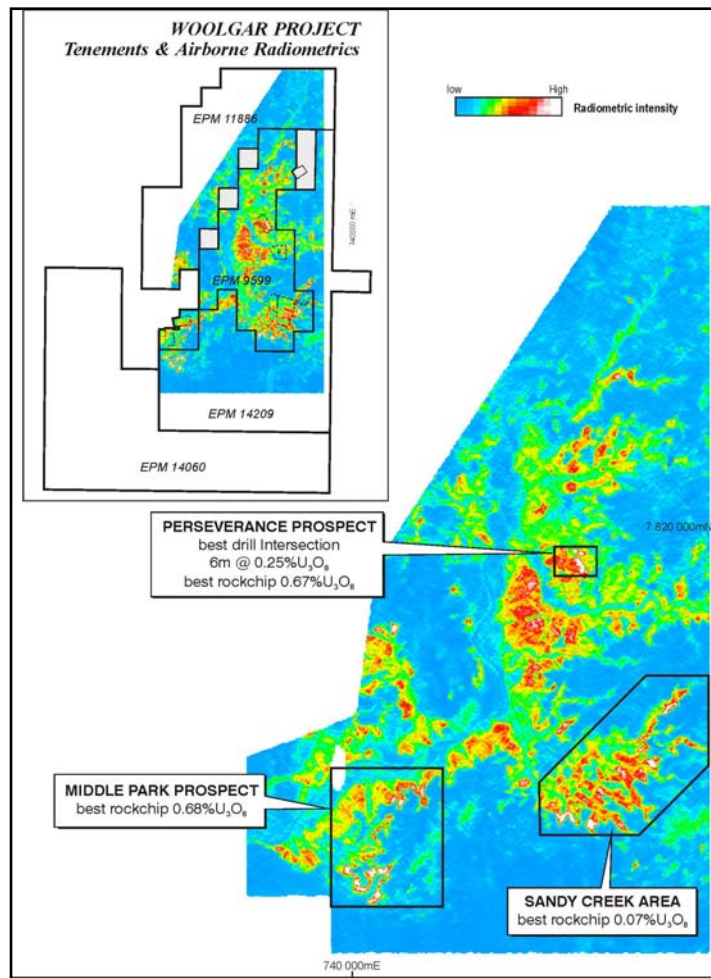 WOOLGAR PROJECT
Tenements & Airborne Radiometrics
EPM 11886
740000 mE
EPM 9599
EPM 14209
EPM 14060
low High
Radiometric intensity
7 820 000mN
PERSEVERANCE PROSPECT
best drill Intersection
6m @ 0.25%U₃O₈
best rockchip 0.67%U₃O₈
MIDDLE PARK PROSPECT
best rockchip 0.68%U₃O₈
SANDY CREEK AREA
best rockchip 0.07%U₃O₈
740 000mE